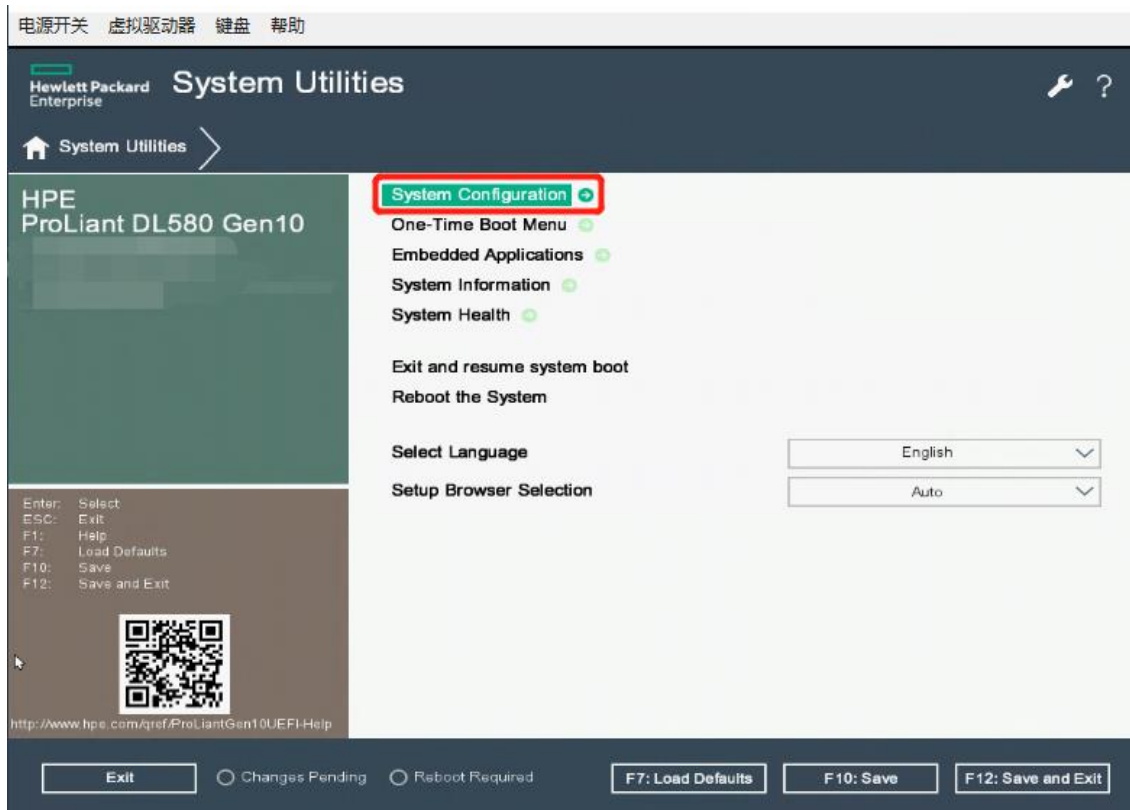 电源开关 虚拟驱动器 键盘 帮助
Hewlett Packard
Enterprise
System Utilities
?
System Utilities
HPE
ProLiant DL580 Gen10
System Configuration
One-Time Boot Menu
Embedded Applications
System Information
System Health
Exit and resume system boot
Reboot the System
Select Language English
Setup Browser Selection Auto
Enter: Select
ESC: Exit
F1: Help
F7: Load Defaults
F10: Save
F12: Save and Exit
http://www.hpe.com/qref/ProLiantGen10UEFI-Help
Exit Changes Pending Reboot Required F7: Load Defaults F10: Save F12: Save and Exit